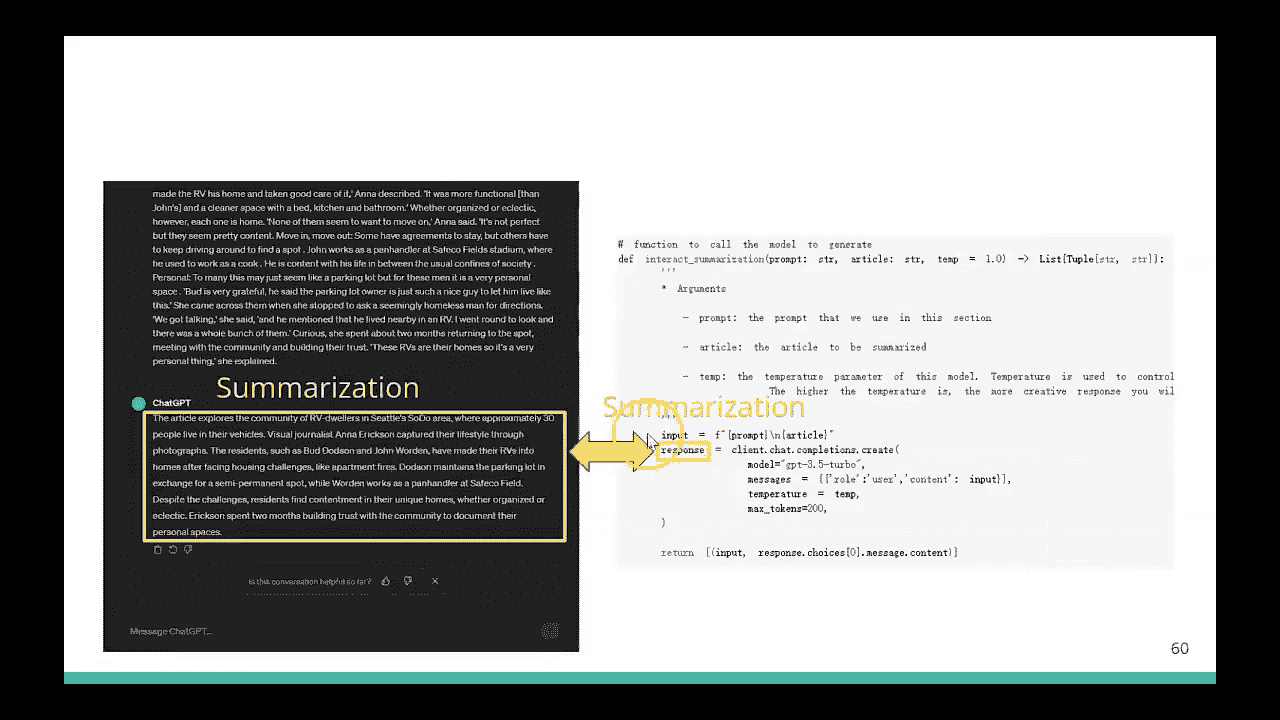 made the RV his home and taken good care of it,' Anna described. 'It was more functional [than
John's] and a cleaner space with a bed, kitchen and bathroom.' Whether organized or eclectic,
however, each one is home. 'None of them seem to want to move on,' Anna said. 'It's not perfect
but they seem pretty content. Move in, move out: Some have agreements to stay, but others have
to keep driving around to find a spot . John works as a panhandler at Safeco Fields stadium, where
he used to work as a cook . He is content with his life in between the usual confines of society .
Personal: To many this may just seem like a parking lot but for these men it is a very personal
space . 'Bud is very grateful, he said the parking lot owner is just such a nice guy to let him live like
this.' She came across them when she stopped to ask a seemingly homeless man for directions.
'We got talking,' she said, 'and he mentioned that he lived nearby in an RV. I went round to look and
there was a whole bunch of them.' Curious, she spent about two months returning to the spot,
meeting with the community and building their trust. 'These RVs are their homes so it's a very
personal thing,' she explained.
Summarization
ChatGPT
The article explores the community of RV-dwellers in Seattle's SoDo area, where approximately 30
people live in their vehicles. Visual journalist Anna Erickson captured their lifestyle through
photographs. The residents, such as Bud Dodson and John Worden, have made their RVs into
homes after facing housing challenges, like apartment fires. Dodson maintains the parking lot in
exchange for a semi-permanent spot, while Worden works as a panhandler at Safeco Field.
Despite the challenges, residents find contentment in their unique homes, whether organized or
eclectic. Erickson spent two months building trust with the community to document their
personal spaces.
Is this conversation helpful so far?
Message ChatGPT...
# function to call the model to generate
def interact_summarization(prompt: str, article: str, temp = 1.0) -> List[Tuple[str, str]]:
'''
* Arguments
- prompt: the prompt that we use in this section
- article: the article to be summarized
- temp: the temperature parameter of this model. Temperature is used to control
The higher the temperature is, the more creative response you wil
Summarization
'''
input = f"{prompt}\n{article}"
response = client.chat.completions.create(
model="gpt-3.5-turbo",
messages = [{'role':'user','content': input}],
temperature = temp,
max_tokens=200,
)
return [(input, response.choices[0].message.content)]
60